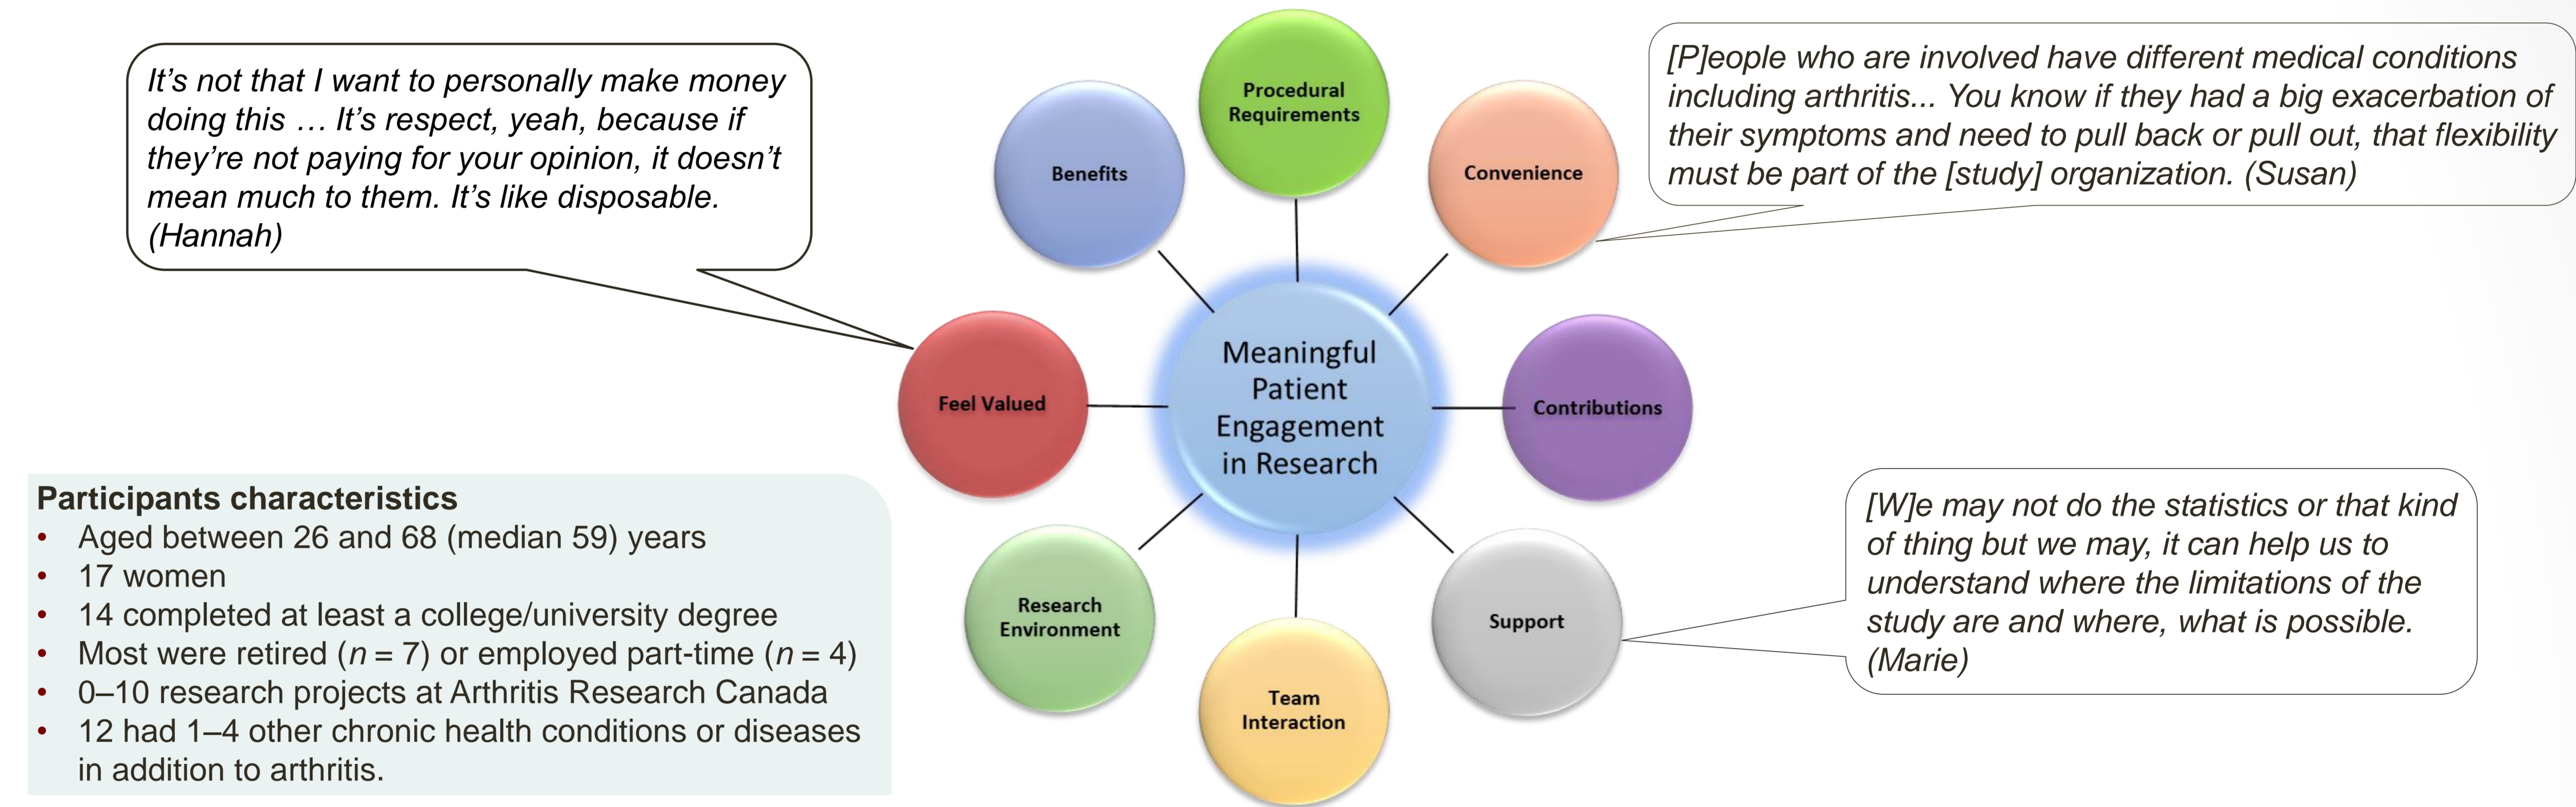 It’s not that I want to personally make money
doing this … It’s respect, yeah, because if
they’re not paying for your opinion, it doesn’t
mean much to them. It’s like disposable.
(Hannah)
Procedural
Requirements
Benefits
Convenience
[P]eople who are involved have different medical conditions
including arthritis... You know if they had a big exacerbation of
their symptoms and need to pull back or pull out, that flexibility
must be part of the [study] organization. (Susan)
Feel Valued
Meaningful
Patient
Engagement
in Research
Contributions
Research
Environment
Team
Interaction
Support
[W]e may not do the statistics or that kind
of thing but we may, it can help us to
understand where the limitations of the
study are and where, what is possible.
(Marie)
Participants characteristics
• Aged between 26 and 68 (median 59) years
• 17 women
• 14 completed at least a college/university degree
• Most were retired (n = 7) or employed part-time (n = 4)
• 0–10 research projects at Arthritis Research Canada
• 12 had 1–4 other chronic health conditions or diseases
in addition to arthritis.